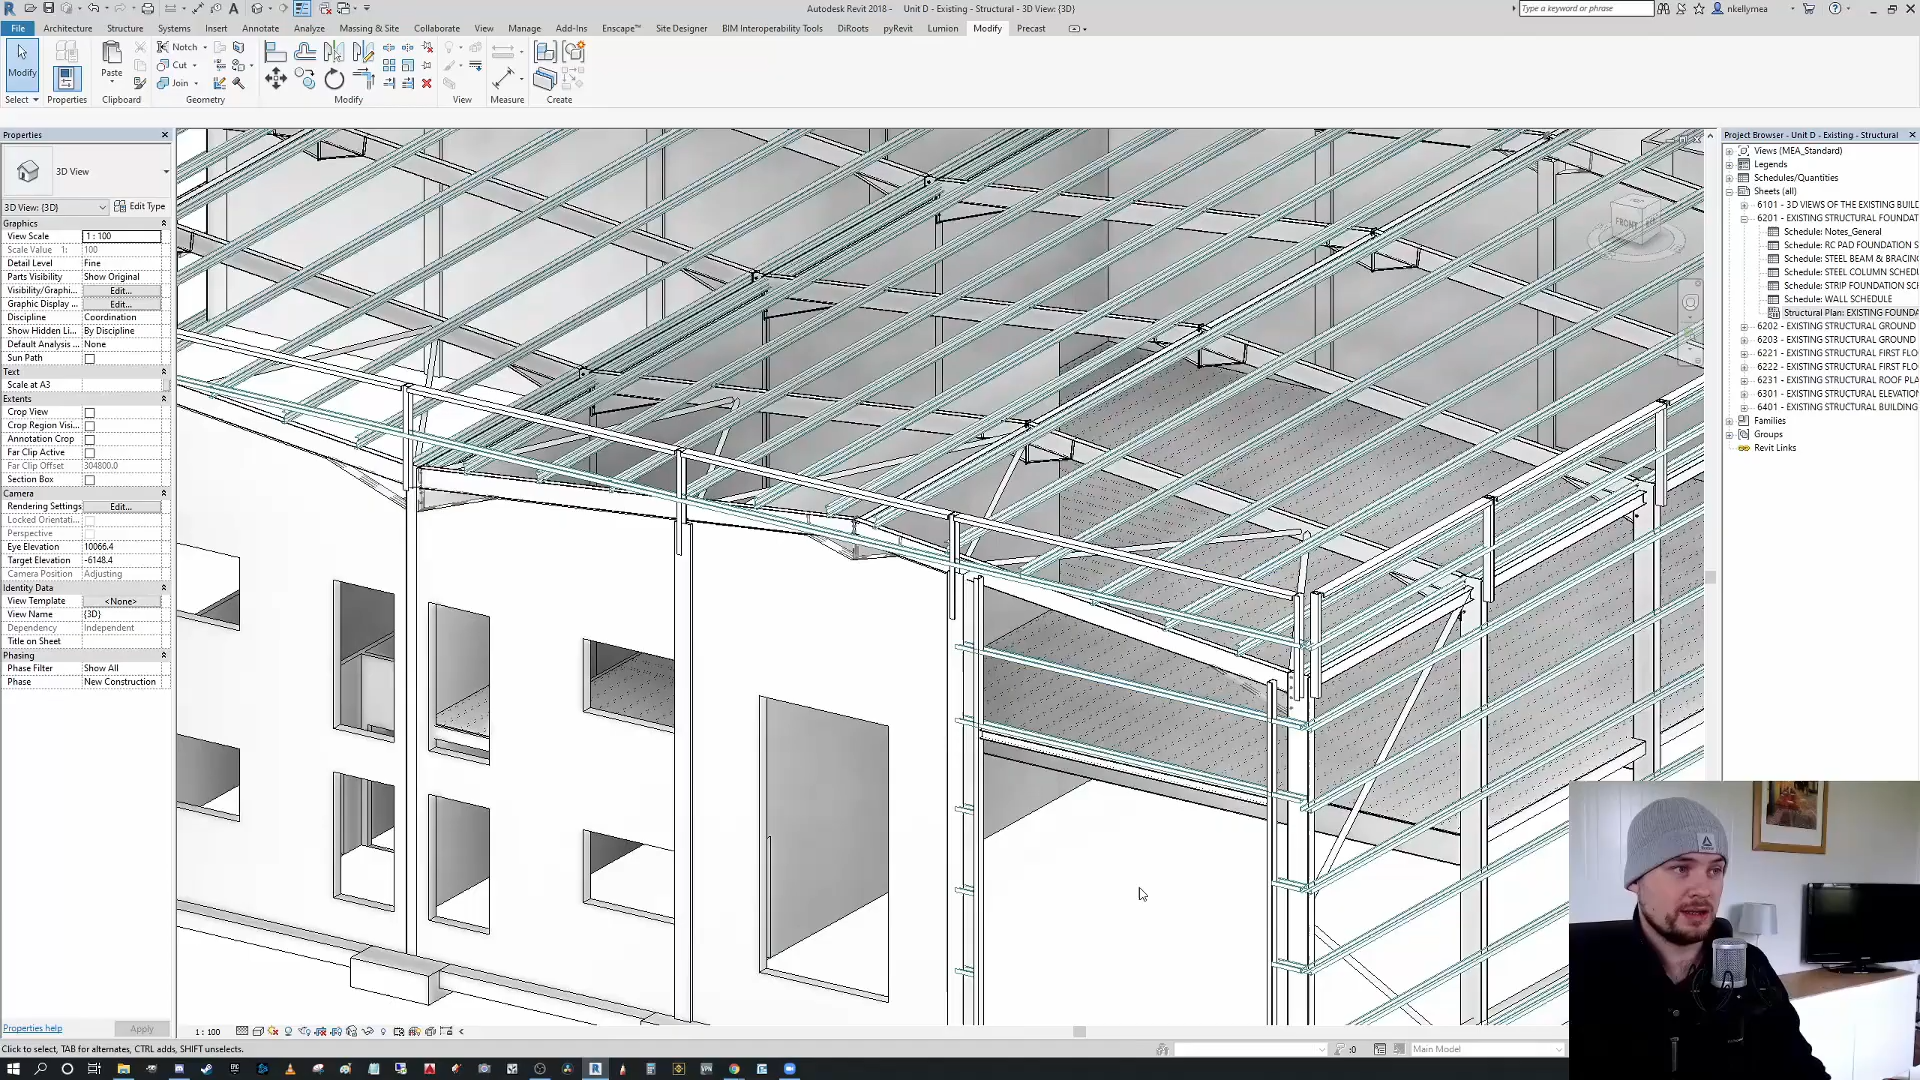 Autodesk Revit 2018 - Unit D - Existing - Structural - 3D View: {3D}
Type a keyword or phrase
nkellymea
File Architecture Structure Systems Insert Annotate Analyze Massing & Site Collaborate View Manage Add-Ins Enscape™ Site Designer BIM Interoperability Tools DiRoots pyRevit Lumion Modify Precast
Modify
Paste
Notch
Cut
Join
Select Properties Clipboard Geometry Modify View Measure Create
Properties
3D View
3D View: {3D} Edit Type
Graphics
View Scale 1 : 100
Scale Value 1: 100
Detail Level Fine
Parts Visibility Show Original
Visibility/Graphi... Edit...
Graphic Display ... Edit...
Discipline Coordination
Show Hidden Li... By Discipline
Default Analysis ... None
Sun Path
Text
Scale at A3
Extents
Crop View
Crop Region Visi...
Annotation Crop
Far Clip Active
Far Clip Offset 304800.0
Section Box
Camera
Rendering Settings Edit...
Locked Orientati...
Perspective
Eye Elevation 10066.4
Target Elevation -6148.4
Camera Position Adjusting
Identity Data
View Template <None>
View Name {3D}
Dependency Independent
Title on Sheet
Phasing
Phase Filter Show All
Phase New Construction
Properties help Apply
FRONT
Project Browser - Unit D - Existing - Structural
Views (MEA_Standard)
Legends
Schedules/Quantities
Sheets (all)
6101 - 3D VIEWS OF THE EXISTING BUIL
6201 - EXISTING STRUCTURAL FOUNDAT
Schedule: Notes_General
Schedule: RC PAD FOUNDATION S
Schedule: STEEL BEAM & BRACING
Schedule: STEEL COLUMN SCHEDU
Schedule: STRIP FOUNDATION SCH
Schedule: WALL SCHEDULE
Structural Plan: EXISTING FOUNDA
6202 - EXISTING STRUCTURAL GROUND
6203 - EXISTING STRUCTURAL GROUND
6221 - EXISTING STRUCTURAL FIRST FLO
6222 - EXISTING STRUCTURAL FIRST FLO
6231 - EXISTING STRUCTURAL ROOF PLA
6301 - EXISTING STRUCTURAL ELEVATION
6401 - EXISTING STRUCTURAL BUILDING
Families
Groups
Revit Links
1 : 100
Click to select, TAB for alternates, CTRL adds, SHIFT unselects.
:0
Main Model